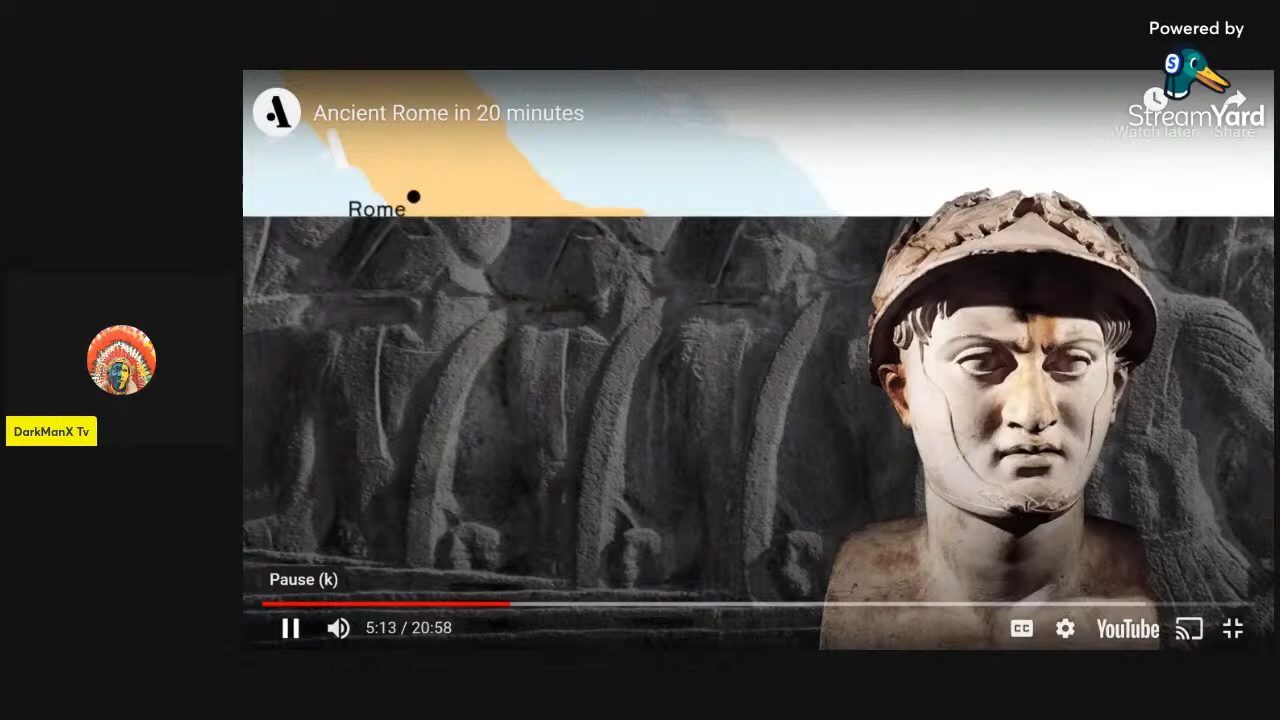 Powered by
StreamYard
Ancient Rome in 20 minutes
Watch later
Share
Rome
DarkManX Tv
Pause (k)
5:13 / 20:58
CC
YouTube